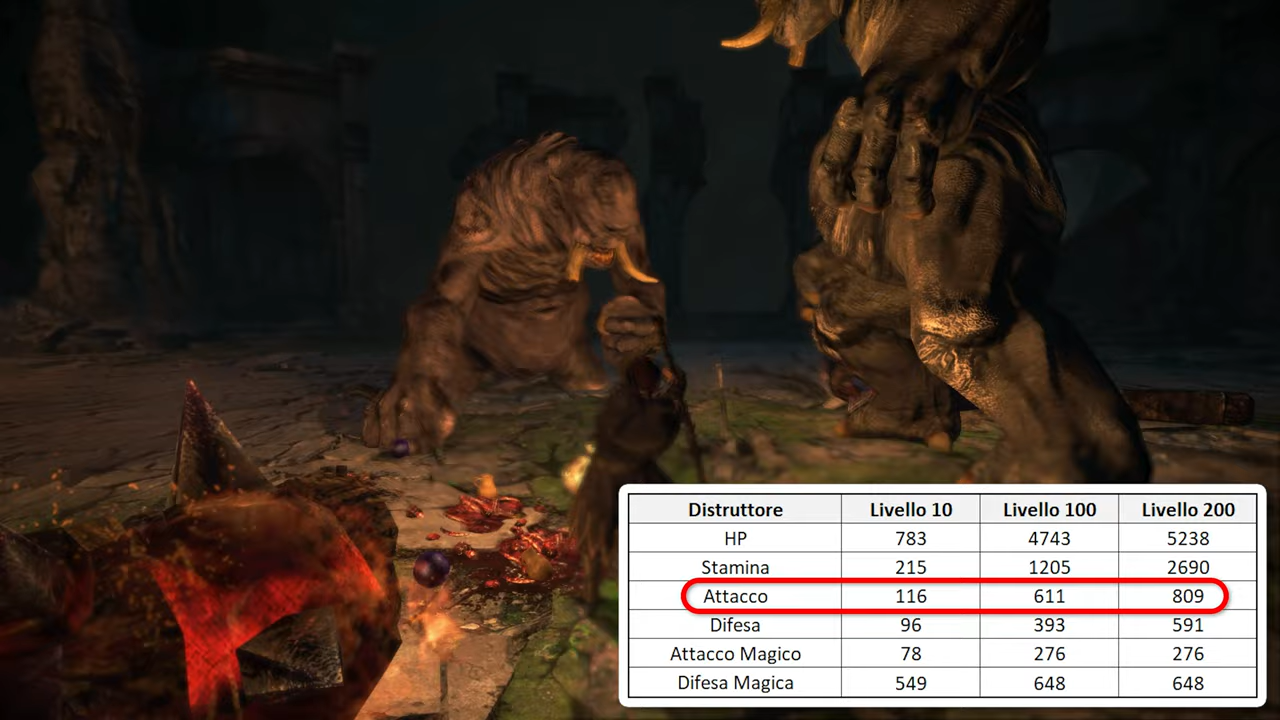 Distruttore Livello 10 Livello 100 Livello 200
HP 783 4743 5238
Stamina 215 1205 2690
Attacco 116 611 809
Difesa 96 393 591
Attacco Magico 78 276 276
Difesa Magica 549 648 648